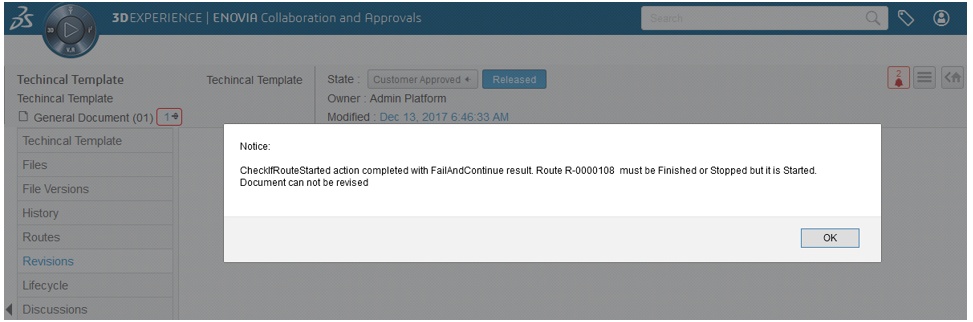 3DEXPERIENCE | ENOVIA Collaboration and Approvals
Search
3D
V.R
Techincal Template
Techincal Template
Techincal Template
General Document (01) 1
State : Customer Approved Released
Owner : Admin Platform
Modified : Dec 13, 2017 6:46:33 AM
2
Techincal Template
Files
File Versions
History
Routes
Revisions
Lifecycle
Discussions
Notice:
CheckIfRouteStarted action completed with FailAndContinue result. Route R-0000108 must be Finished or Stopped but it is Started.
Document can not be revised
OK